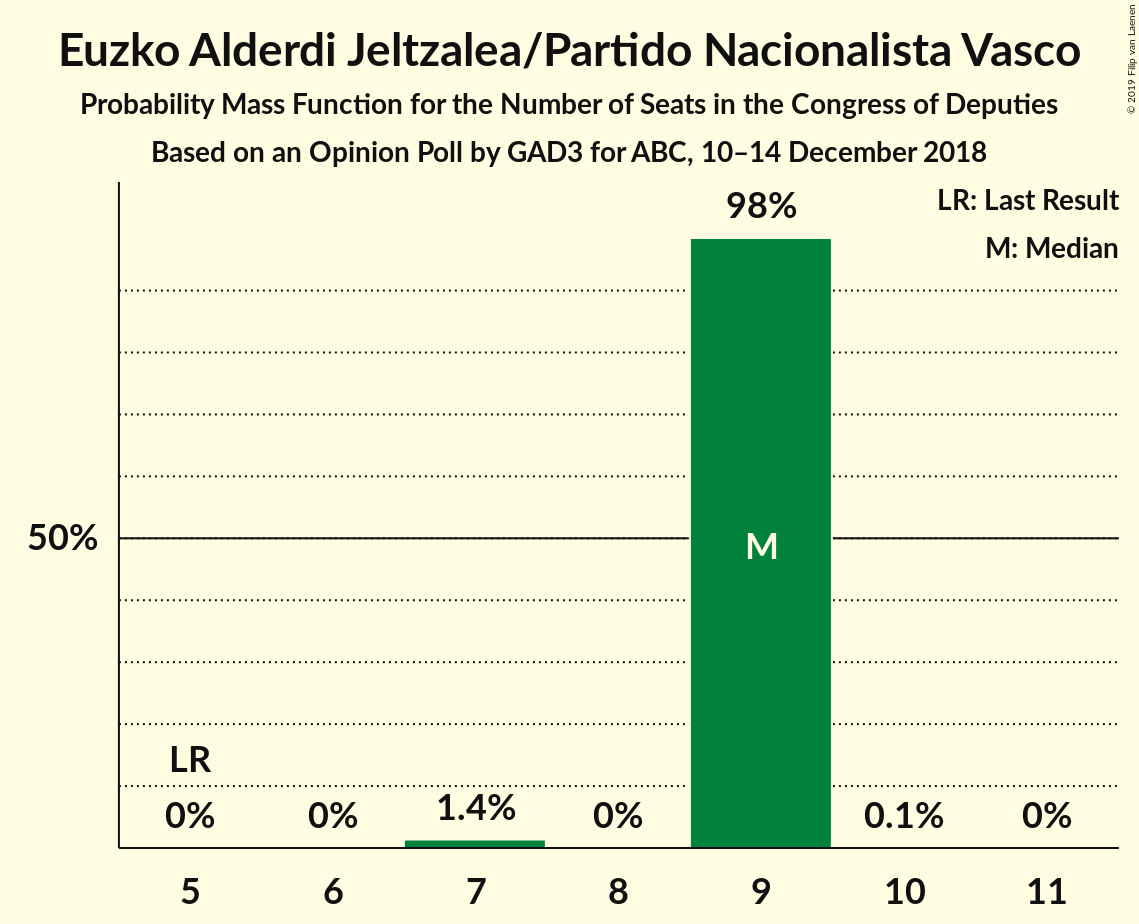 Euzko Alderdi Jeltzalea/Partido Nacionalista Vasco
Probability Mass Function for the Number of Seats in the Congress of Deputies
Based on an Opinion Poll by GAD3 for ABC, 10–14 December 2018
© 2019 Filip van Laenen
LR: Last Result
M: Median
98%
50%
M
LR
0%
0%
1.4%
0%
0.1%
0%
5
6
7
8
9
10
11